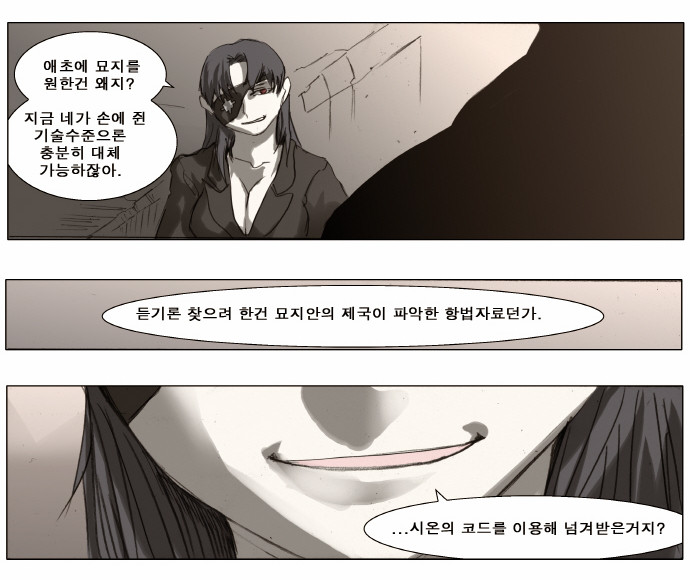 애초에 묘지를
원한건 왜지?
지금 네가 손에 쥔
기술수준으론
충분히 대체
가능하잖아.
듣기론 찾으려 한건 묘지안의 제국이 파악한 항법자료던가.
...시온의 코드를 이용해 넘겨받은거지?